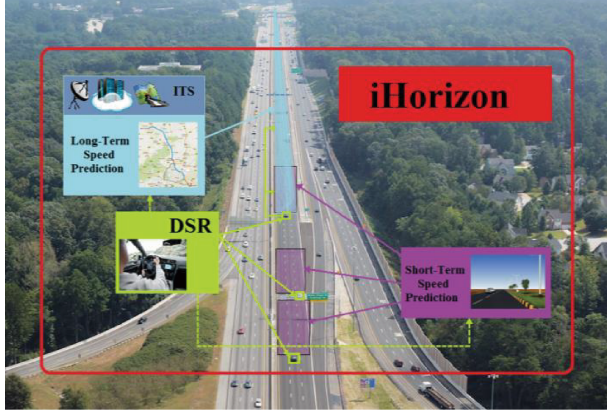 iHorizon
ITS
Long-Term
Speed
Prediction
DSR
Short-Term
Speed
Prediction